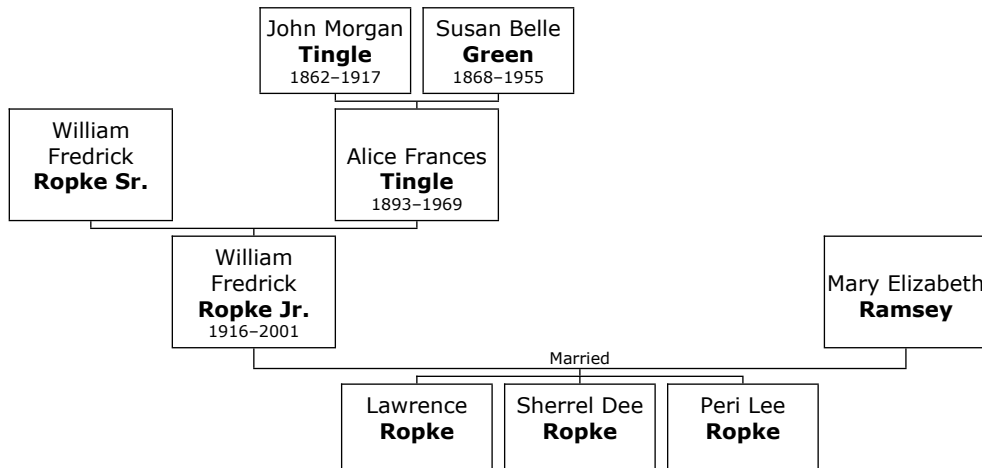 John Morgan
Tingle
1862–1917
Susan Belle
Green
1868–1955
William
Fredrick
Ropke Sr.
Alice Frances
Tingle
1893–1969
William
Fredrick
Ropke Jr.
1916–2001
Mary Elizabeth
Ramsey
Married
Lawrence
Ropke
Sherrel Dee
Ropke
Peri Lee
Ropke